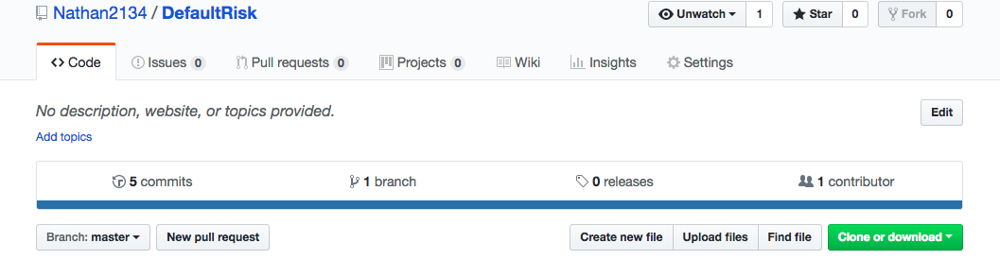 Nathan2134 / DefaultRisk
Unwatch 1 Star 0 Fork 0
<> Code Issues 0 Pull requests 0 Projects 0 Wiki Insights Settings
No description, website, or topics provided. Edit
Add topics
5 commits 1 branch 0 releases 1 contributor
Branch: master New pull request Create new file Upload files Find file Clone or download